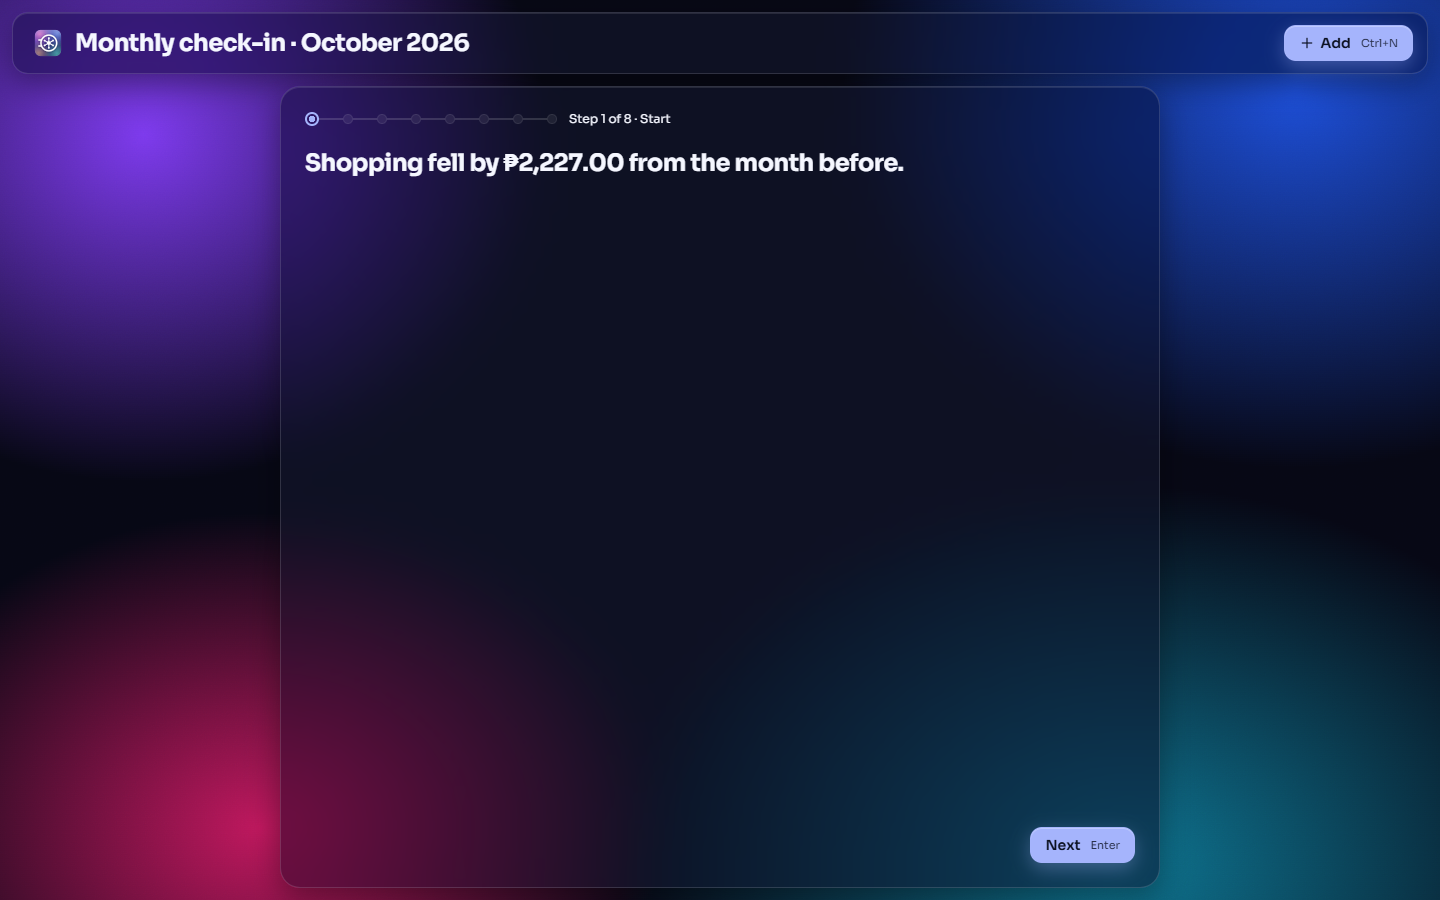 Monthly check-in · October 2026
+ Add Ctrl+N
Step 1 of 8 · Start
Shopping fell by ₱2,227.00 from the month before.
Next Enter